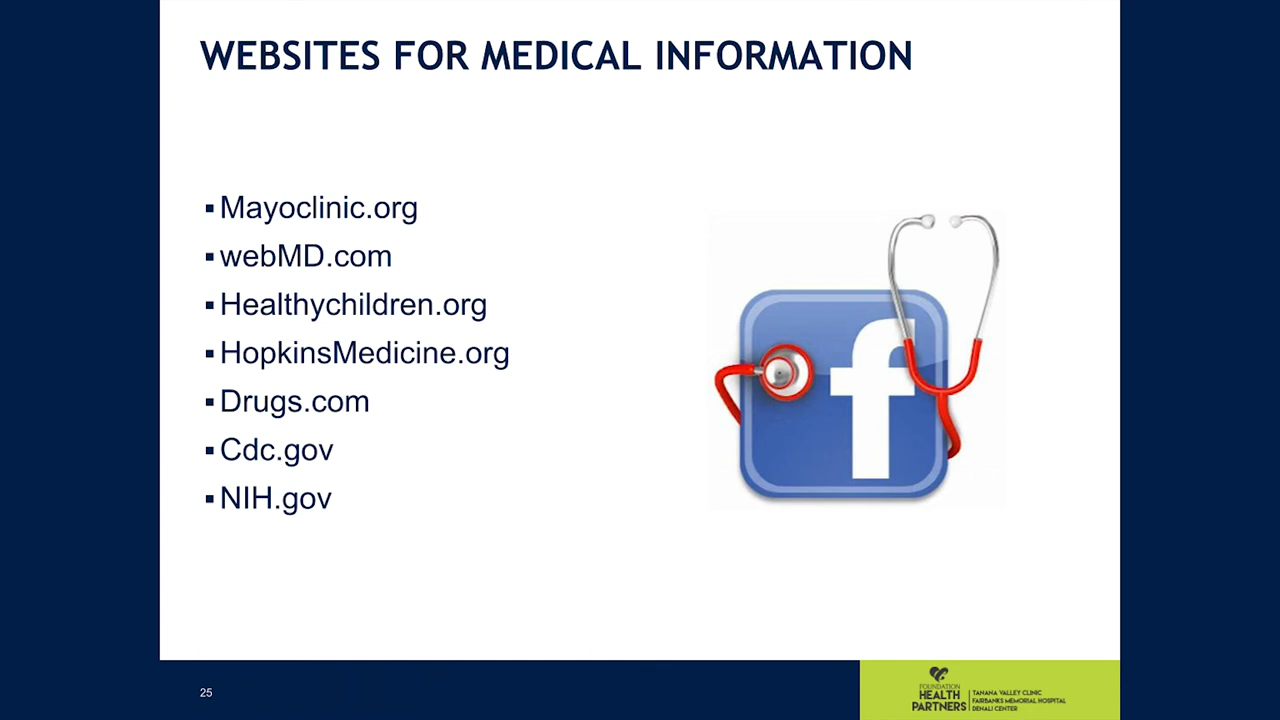 WEBSITES FOR MEDICAL INFORMATION
▪Mayoclinic.org
▪webMD.com
▪Healthychildren.org
▪HopkinsMedicine.org
▪Drugs.com
▪Cdc.gov
▪NIH.gov
f
25
FOUNDATION
HEALTH
PARTNERS
TANANA VALLEY CLINIC
FAIRBANKS MEMORIAL HOSPITAL
DENALI CENTER